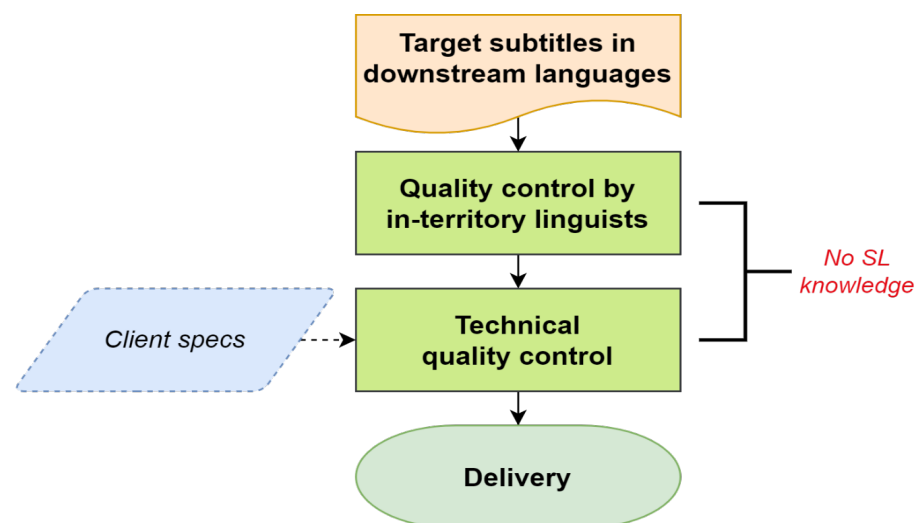 Target subtitles in
downstream languages
Quality control by
in-territory linguists
No SL
knowledge
Client specs
Technical
quality control
Delivery